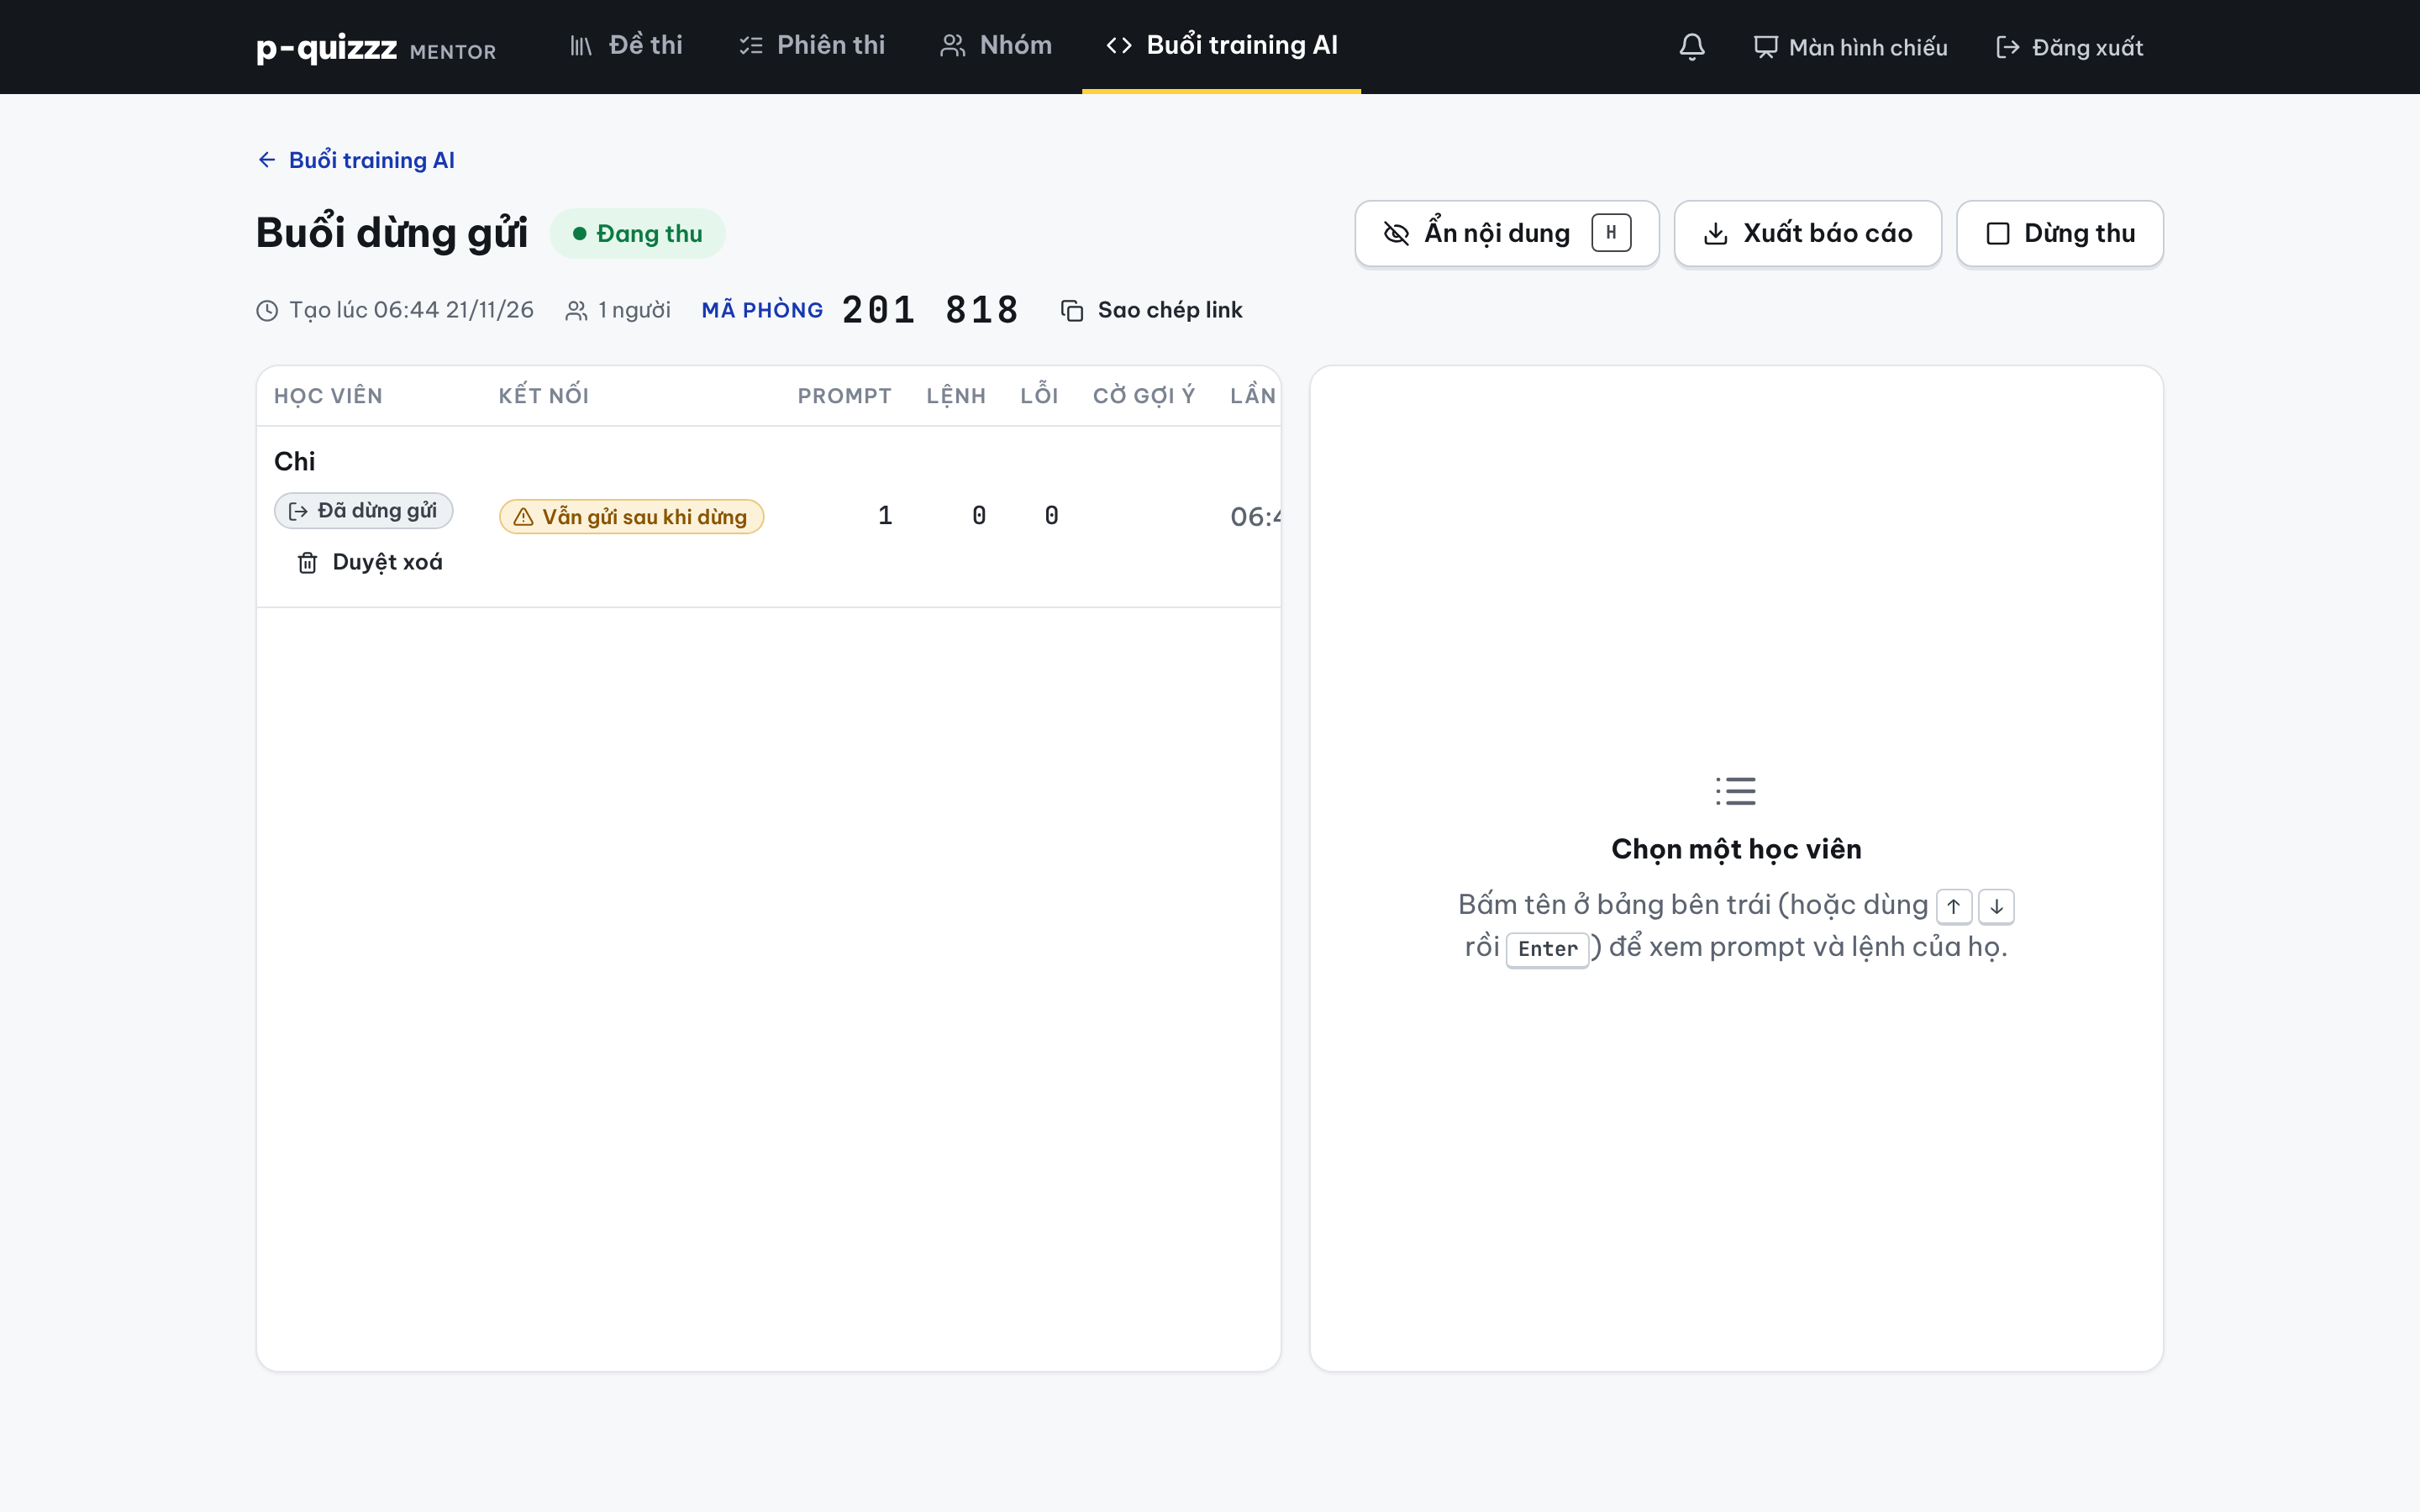 p-quizzz MENTOR Đề thi Phiên thi Nhóm Buổi training AI Màn hình chiếu Đăng xuất
Buổi training AI
Buổi dừng gửi Đang thu Ẩn nội dung H Xuất báo cáo Dừng thu
Tạo lúc 06:44 21/11/26 1 người MÃ PHÒNG 201 818 Sao chép link
HỌC VIÊN KẾT NỐI PROMPT LỆNH LỖI CỜ GỢI Ý LẦN
Chi
Đã dừng gửi Vẫn gửi sau khi dừng 1 0 0 06:4
Duyệt xoá
Chọn một học viên
Bấm tên ở bảng bên trái (hoặc dùng ↑ ↓
rồi Enter) để xem prompt và lệnh của họ.